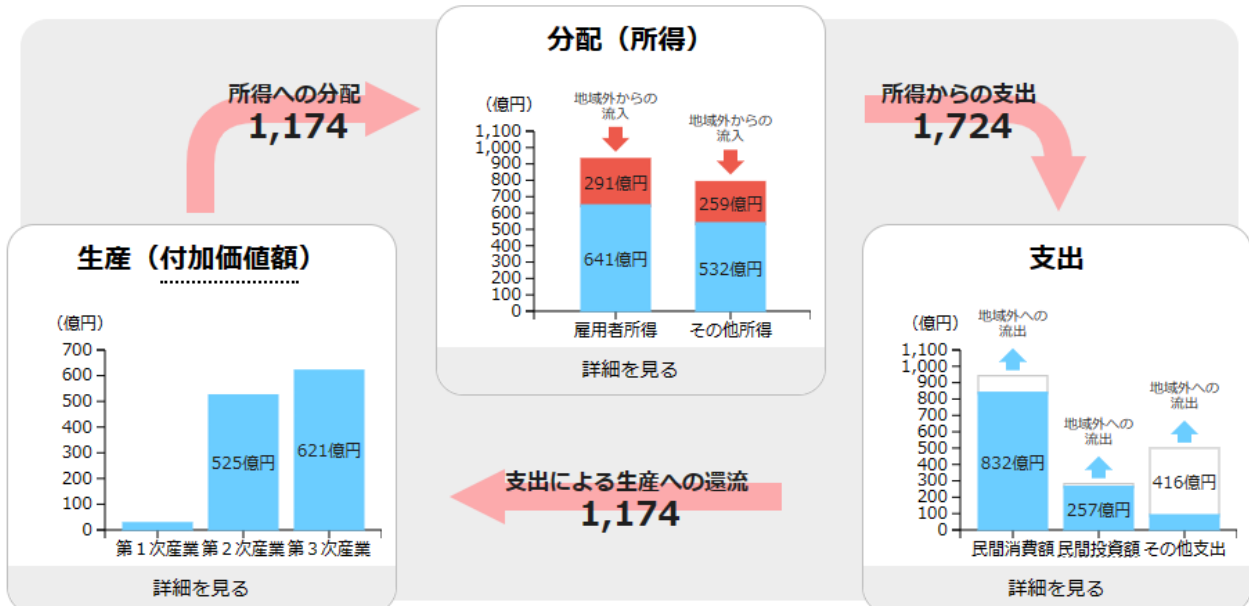 分配（所得）
所得への分配
1,174
（億円）
地域外からの
流入
地域外からの
流入
1,100
1,000
900
800
700
600
500
400
300
200
100
0
291億円
259億円
641億円
532億円
雇用者所得
その他所得
詳細を見る
所得からの支出
1,724
生産（付加価値額）
（億円）
700
600
500
400
300
200
100
0
525億円
621億円
第１次産業
第２次産業
第３次産業
詳細を見る
支出による生産への還流
1,174
支出
（億円）
地域外への
流出
地域外への
流出
地域外への
流出
1,100
1,000
900
800
700
600
500
400
300
200
100
0
832億円
257億円
416億円
民間消費額
民間投資額
その他支出
詳細を見る